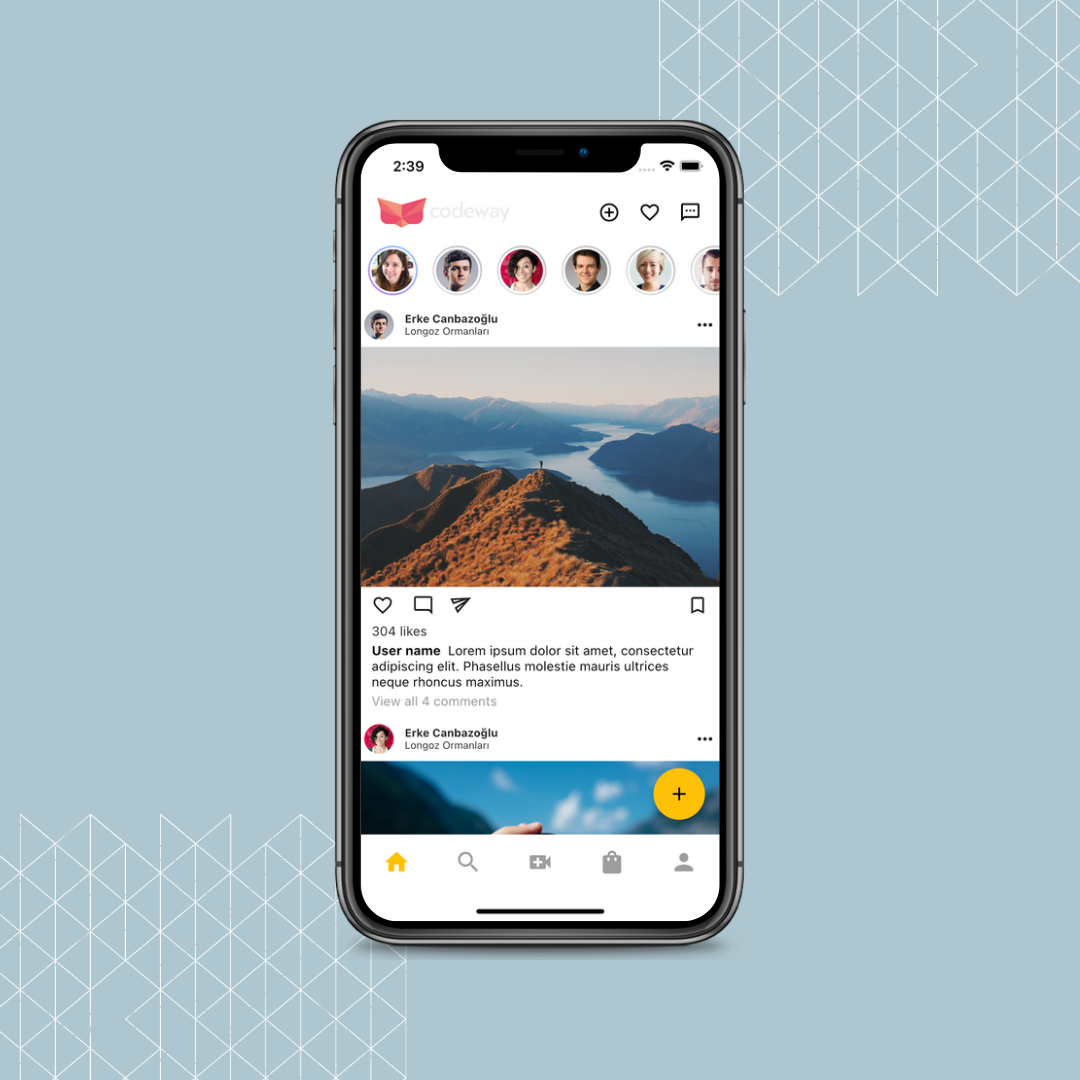 2:39
codeway
Erke Canbazoğlu
Longoz Ormanları
304 likes
User name Lorem ipsum dolor sit amet, consectetur
adipiscing elit. Phasellus molestie mauris ultrices
neque rhoncus maximus.
View all 4 comments
Erke Canbazoğlu
Longoz Ormanları